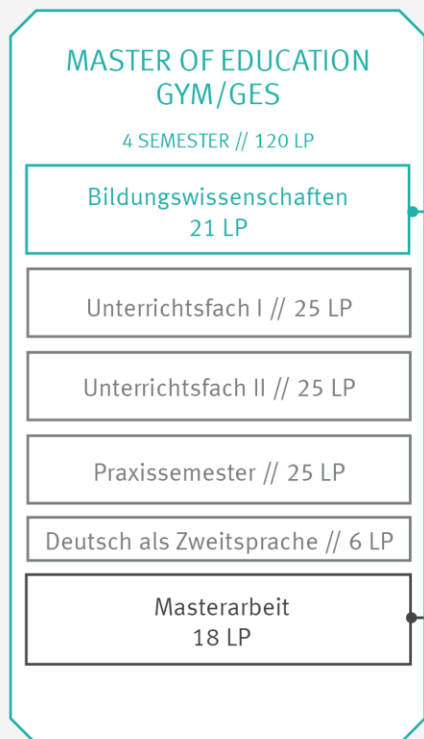 MASTER OF EDUCATION
GYM/GES
4 SEMESTER // 120 LP
Bildungswissenschaften
21 LP
Unterrichtsfach I // 25 LP
Unterrichtsfach II // 25 LP
Praxissemester // 25 LP
Deutsch als Zweitsprache // 6 LP
Masterarbeit
18 LP